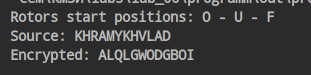 Rotors start positions: O - U - F
Source: KHRAMYKHVLAD
Encrypted: ALQLGWODGBOI